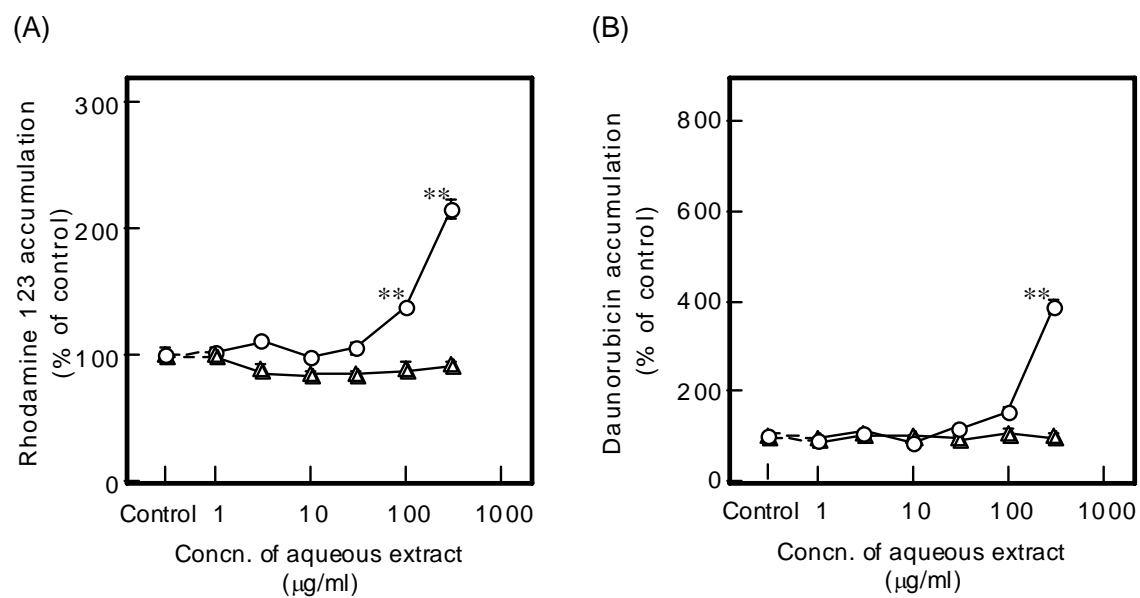 (A)
(B)
Rhodamine 123 accumulation
(% of control)
300
200
100
0
**
**
Control 1 10 100 1000
Concn. of aqueous extract
(μg/ml)
Daunorubicin accumulation
(% of control)
800
600
400
200
0
**
Control 1 10 100 1000
Concn. of aqueous extract
(μg/ml)